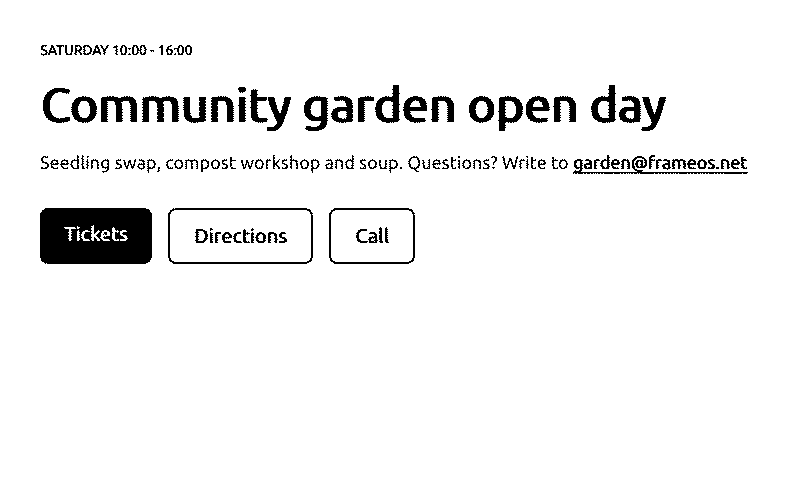 SATURDAY 10:00 - 16:00
Community garden open day
Seedling swap, compost workshop and soup. Questions? Write to garden@frameos.net
Tickets
Directions
Call